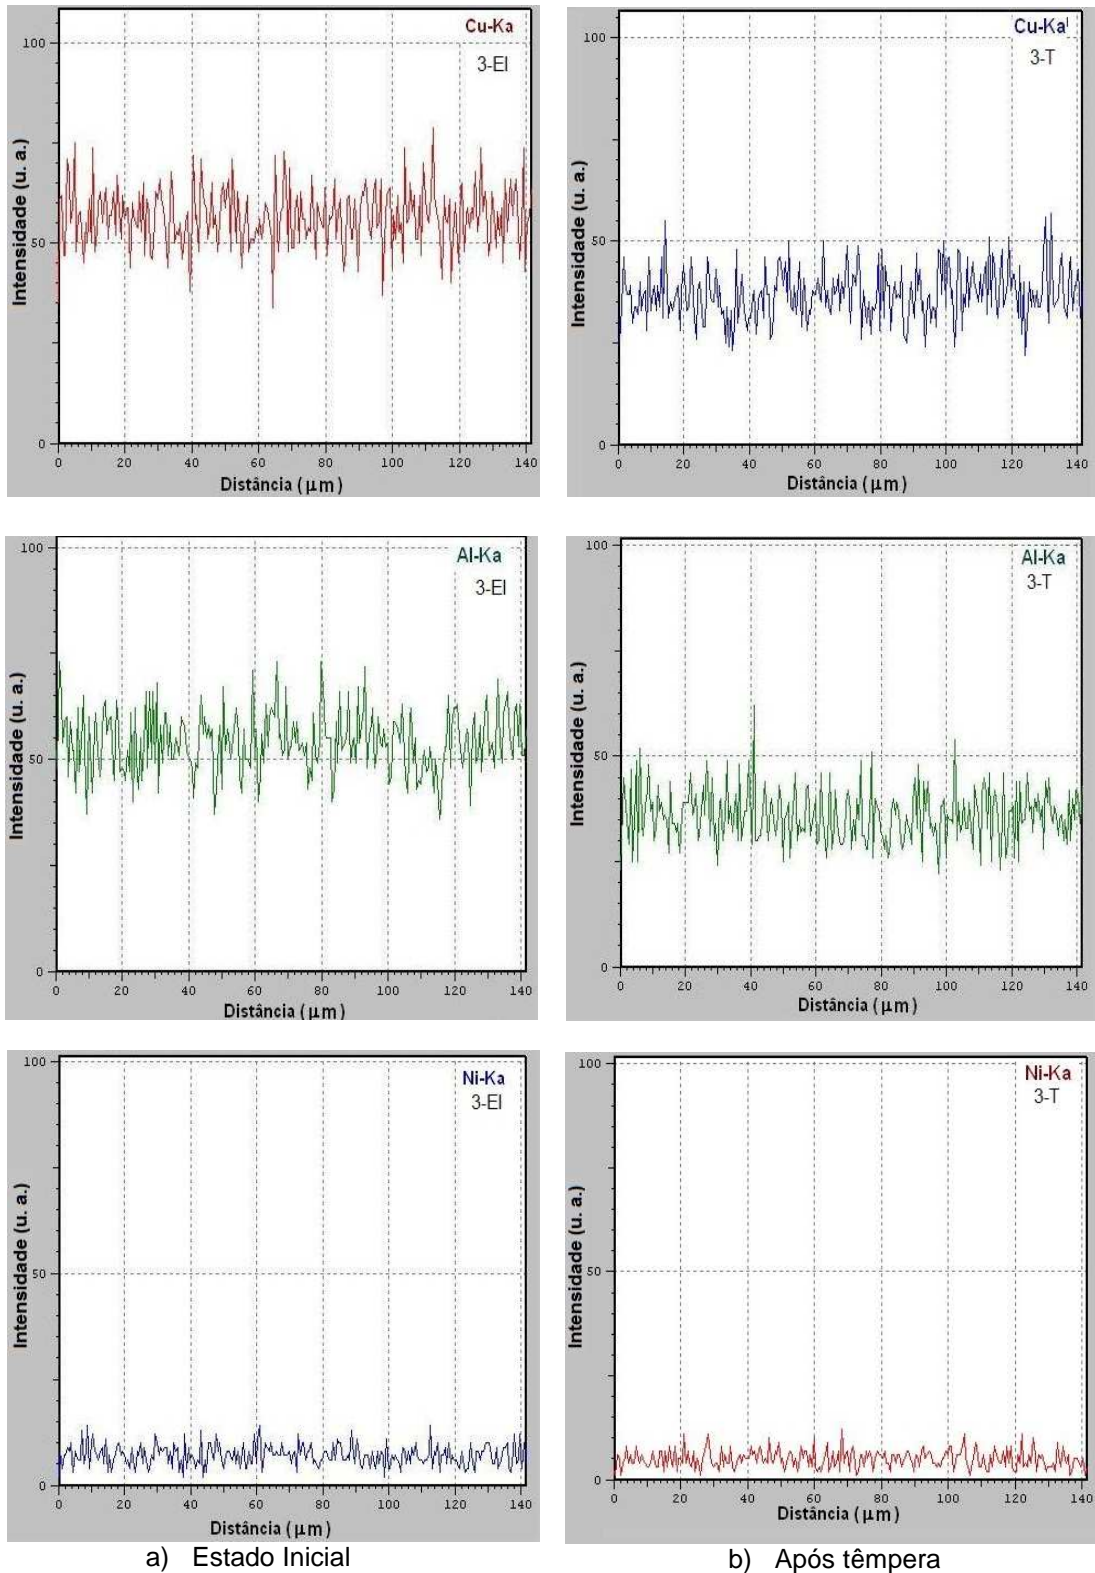 Cu-Ka
3-EI
100
50
0
Intensidade (u. a.)
0 20 40 60 80 100 120 140
Distância (μm)
Cu-Ka
3-T
100
50
0
Intensidade (u. a.)
0 20 40 60 80 100 120 140
Distância (μm)
Al-Ka
3-EI
100
50
0
Intensidade (u. a.)
0 20 40 60 80 100 120 140
Distância (μm)
Al-Ka
3-T
100
50
0
Intensidade (u. a.)
0 20 40 60 80 100 120 140
Distância (μm)
Ni-Ka
3-EI
100
50
0
Intensidade (u. a.)
0 20 40 60 80 100 120 140
Distância (μm)
Ni-Ka
3-T
100
50
0
Intensidade (u. a.)
0 20 40 60 80 100 120 140
Distância (μm)
a) Estado Inicial
b) Após têmpera